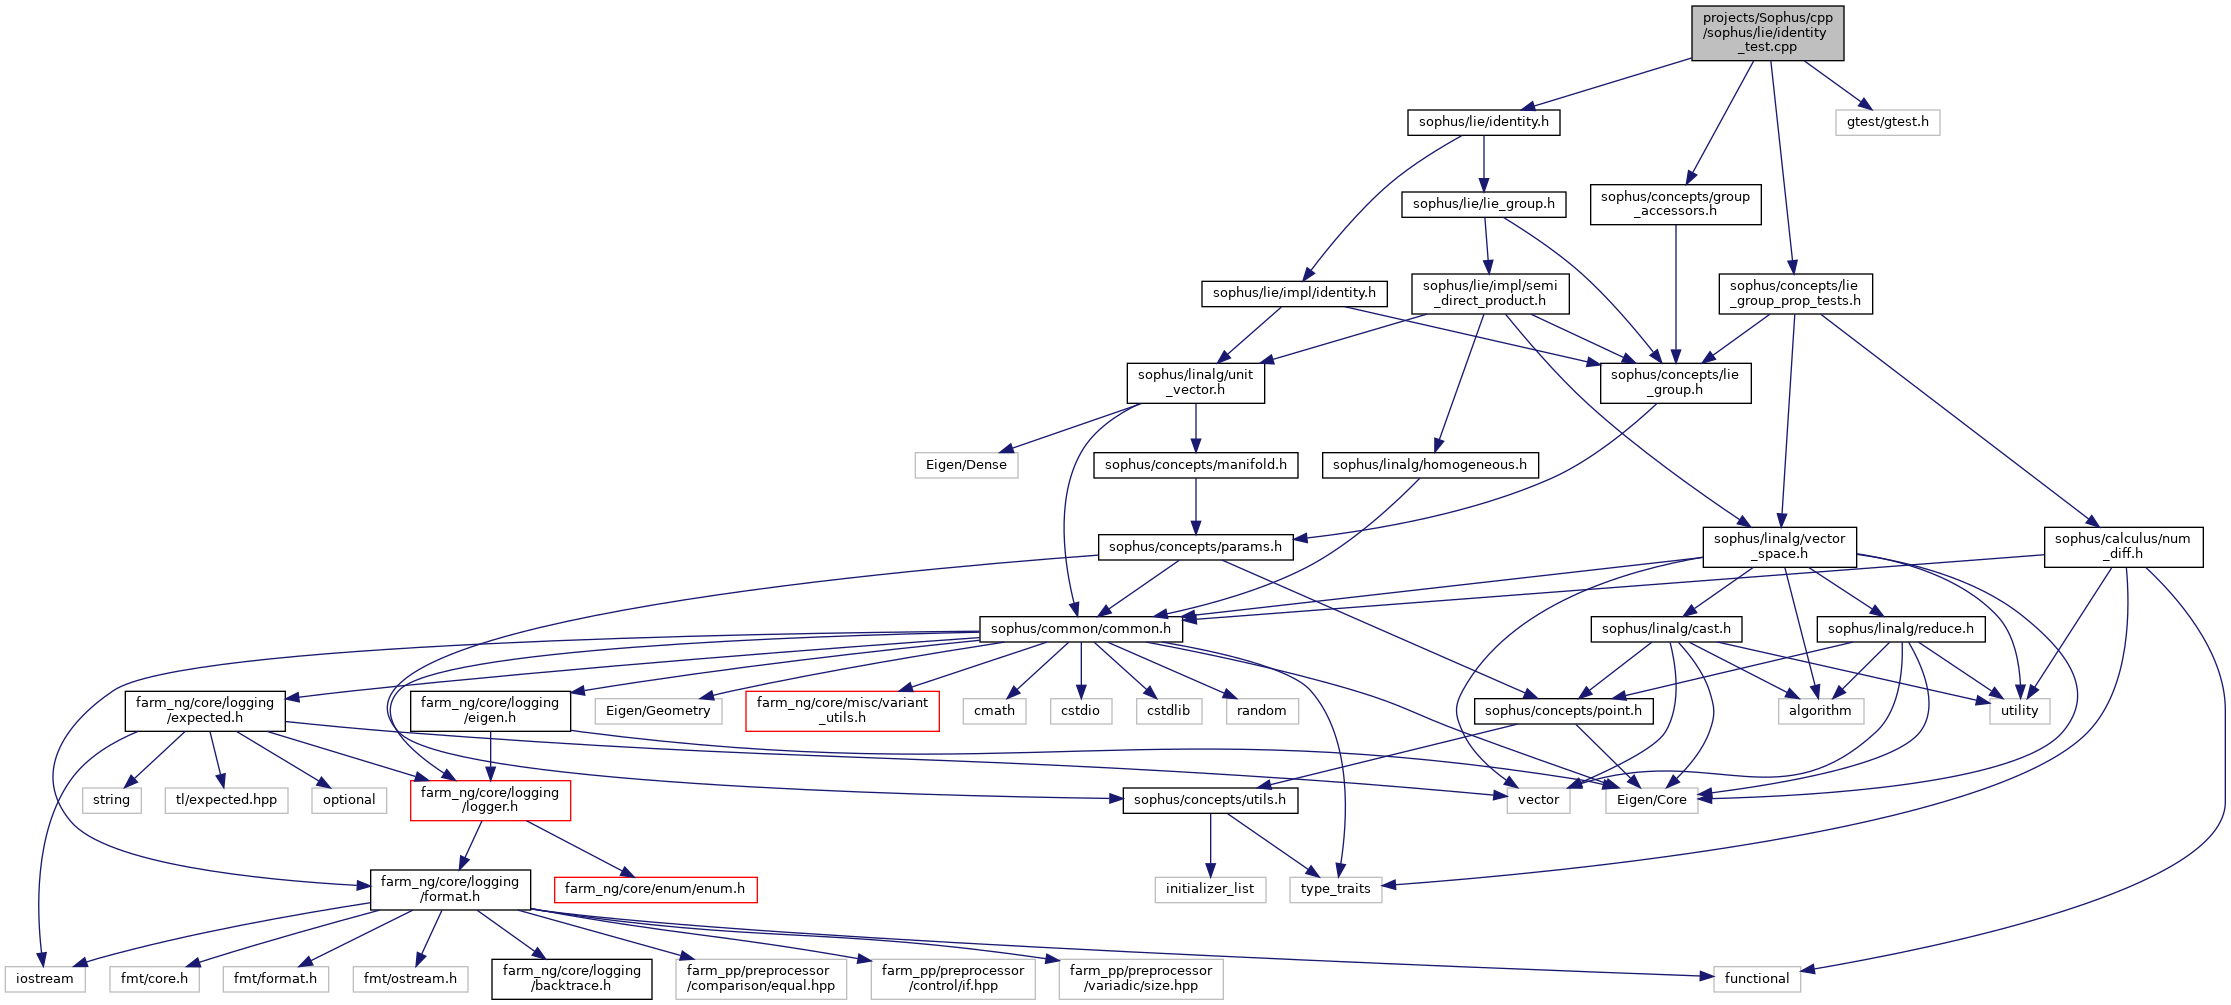 projects/Sophus/cpp
/sophus/lie/identity
_test.cpp
sophus/lie/identity.h
gtest/gtest.h
sophus/concepts/group
_accessors.h
sophus/lie/lie_group.h
sophus/lie/impl/identity.h
sophus/lie/impl/semi
_direct_product.h
sophus/concepts/lie
_group_prop_tests.h
sophus/linalg/unit
_vector.h
sophus/concepts/lie
_group.h
Eigen/Dense
sophus/concepts/manifold.h
sophus/linalg/homogeneous.h
sophus/concepts/params.h
sophus/linalg/vector
_space.h
sophus/calculus/num
_diff.h
sophus/common/common.h
sophus/linalg/cast.h
sophus/linalg/reduce.h
farm_ng/core/logging
/expected.h
farm_ng/core/logging
/eigen.h
Eigen/Geometry
farm_ng/core/misc/variant
_utils.h
cmath
cstdio
cstdlib
random
sophus/concepts/point.h
algorithm
utility
string
tl/expected.hpp
optional
farm_ng/core/logging
/logger.h
sophus/concepts/utils.h
vector
Eigen/Core
farm_ng/core/logging
/format.h
farm_ng/core/enum/enum.h
initializer_list
type_traits
iostream
fmt/core.h
fmt/format.h
fmt/ostream.h
farm_ng/core/logging
/backtrace.h
farm_pp/preprocessor
/comparison/equal.hpp
farm_pp/preprocessor
/control/if.hpp
farm_pp/preprocessor
/variadic/size.hpp
functional